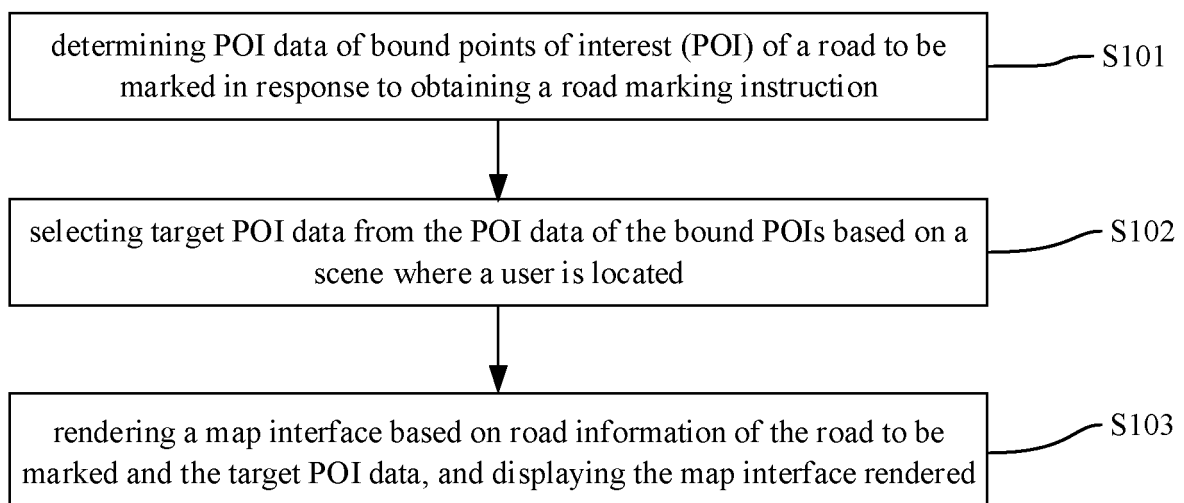 determining POI data of bound points of interest (POI) of a road to be
marked in response to obtaining a road marking instruction
S101
selecting target POI data from the POI data of the bound POIs based on a
scene where a user is located
S102
rendering a map interface based on road information of the road to be
marked and the target POI data, and displaying the map interface rendered
S103